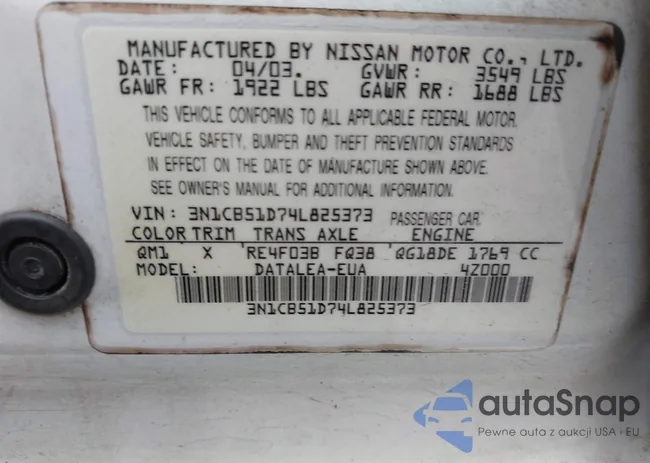 MANUFACTURED BY NISSAN MOTOR CO., LTD.
DATE: 04/03. GVWR: 3549 LBS
GAWR FR: 1922 LBS GAWR RR: 1688 LBS
THIS VEHICLE CONFORMS TO ALL APPLICABLE FEDERAL MOTOR
VEHICLE SAFETY, BUMPER AND THEFT PREVENTION STANDARDS
IN EFFECT ON THE DATE OF MANUFACTURE SHOWN ABOVE.
SEE OWNER'S MANUAL FOR ADDITIONAL INFORMATION.
VIN: 3N1CB51D74L825373 PASSENGER CAR
COLOR TRIM TRANS AXLE ENGINE
QM1 X RE4F03B FQ38 QG18DE 1769 CC
MODEL: DATALEA-EUA 4Z000
3N1CB51D74L825373
autoSnap
Pewne auta z aukcji USA - EU